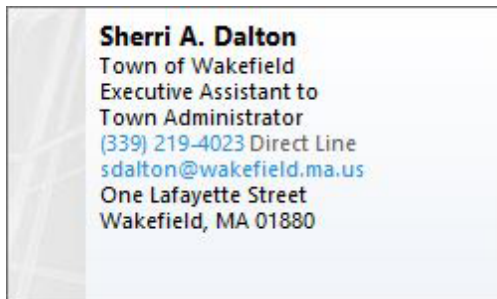 Sherri A. Dalton
Town of Wakefield
Executive Assistant to
Town Administrator
(339) 219-4023 Direct Line
sdalton@wakefield.ma.us
One Lafayette Street
Wakefield, MA 01880